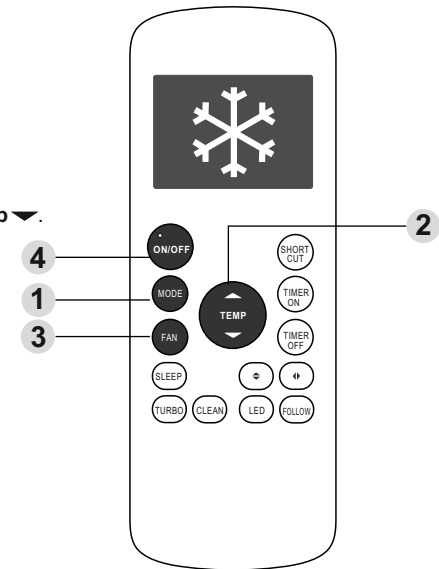 p
2
ON/OFF
SHORT CUT
4
MODE
1
TEMP
TIMER ON
FAN
3
TIMER OFF
SLEEP
TURBO
CLEAN
LED
FOLLOW